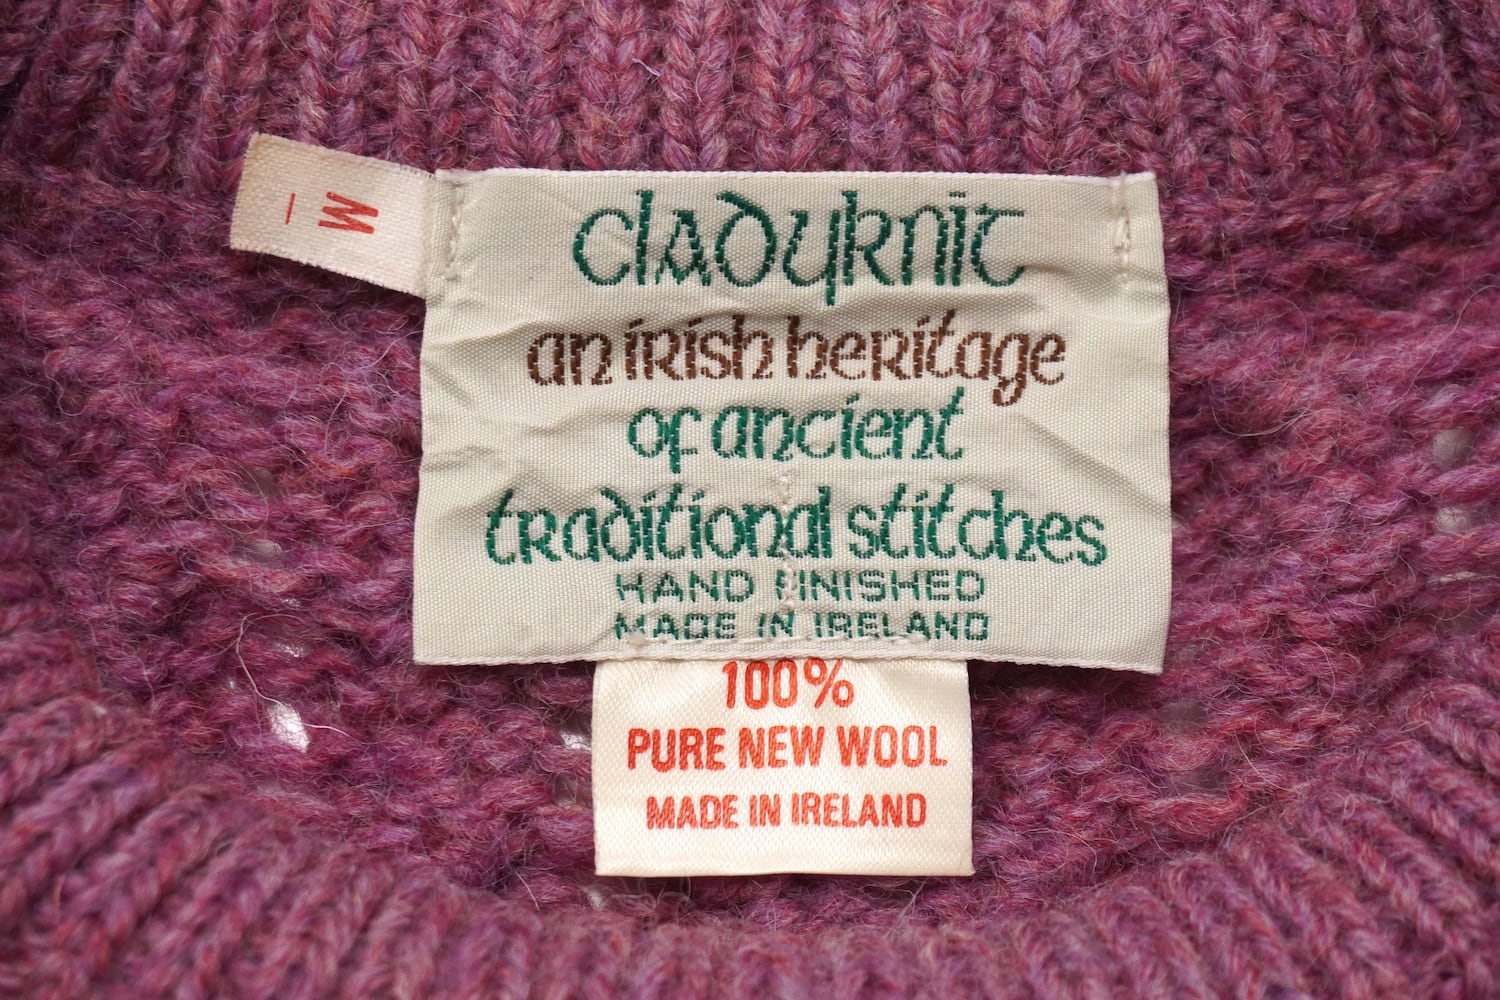 M
cladyknit
an irish heritage
of ancient
traditional stitches
HAND FINISHED
MADE IN IRELAND
100%
PURE NEW WOOL
MADE IN IRELAND